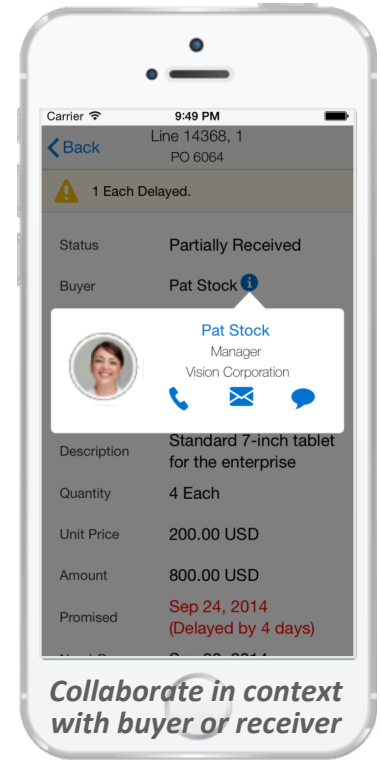 Carrier 9:49 PM
Back
Line 14368, 1
PO 6064
1 Each Delayed.
Status Partially Received
Buyer Pat Stock
Pat Stock
Manager
Vision Corporation
Description Standard 7-inch tablet
for the enterprise
Quantity 4 Each
Unit Price 200.00 USD
Amount 800.00 USD
Promised Sep 24, 2014
(Delayed by 4 days)
Collaborate in context
with buyer or receiver